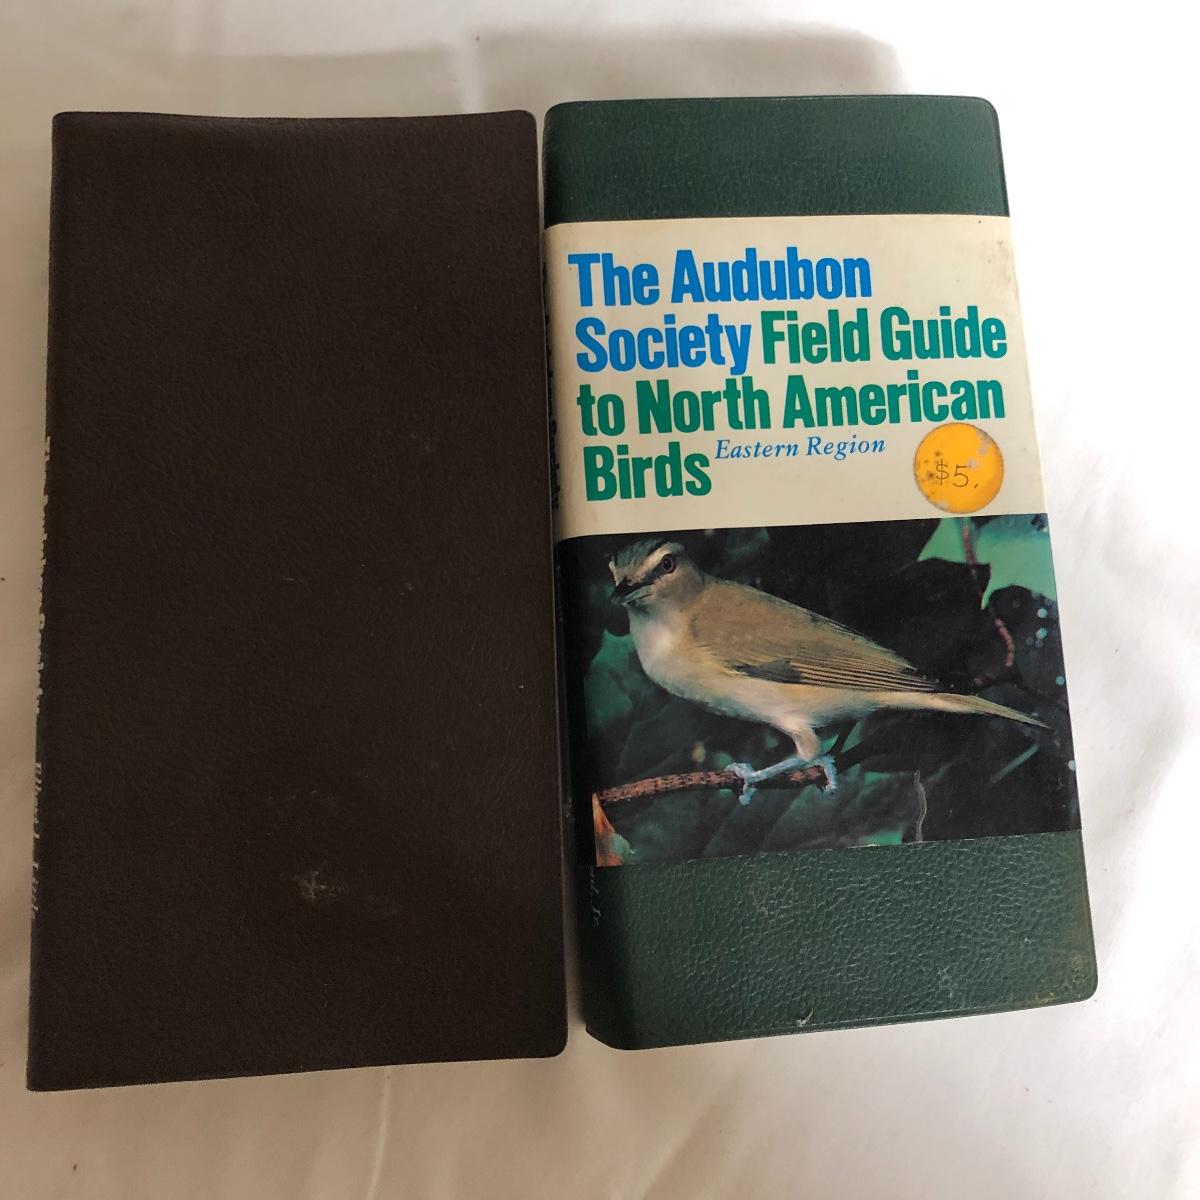 The Audubon
Society Field Guide
to North American
Birds Eastern Region
$5.